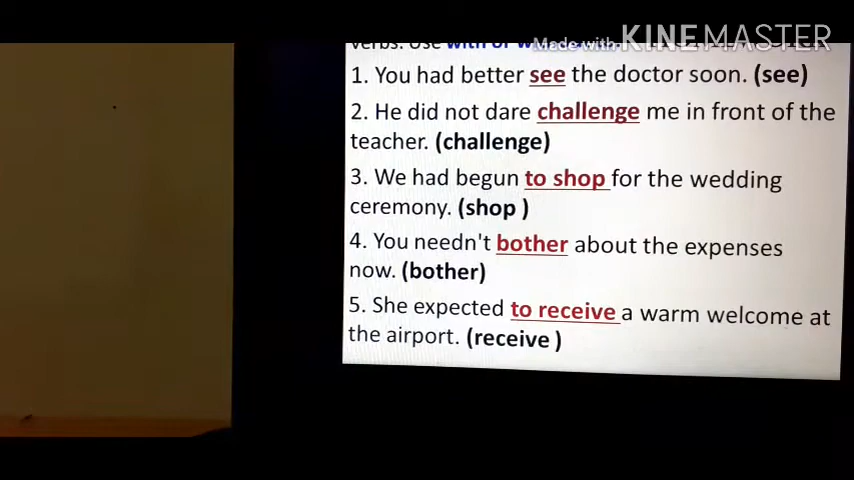 Made with KINEMASTER
verbs. Use with or
1. You had better see the doctor soon. (see)
2. He did not dare challenge me in front of the
teacher. (challenge)
3. We had begun to shop for the wedding
ceremony. (shop )
4. You needn't bother about the expenses
now. (bother)
5. She expected to receive a warm welcome at
the airport. (receive )